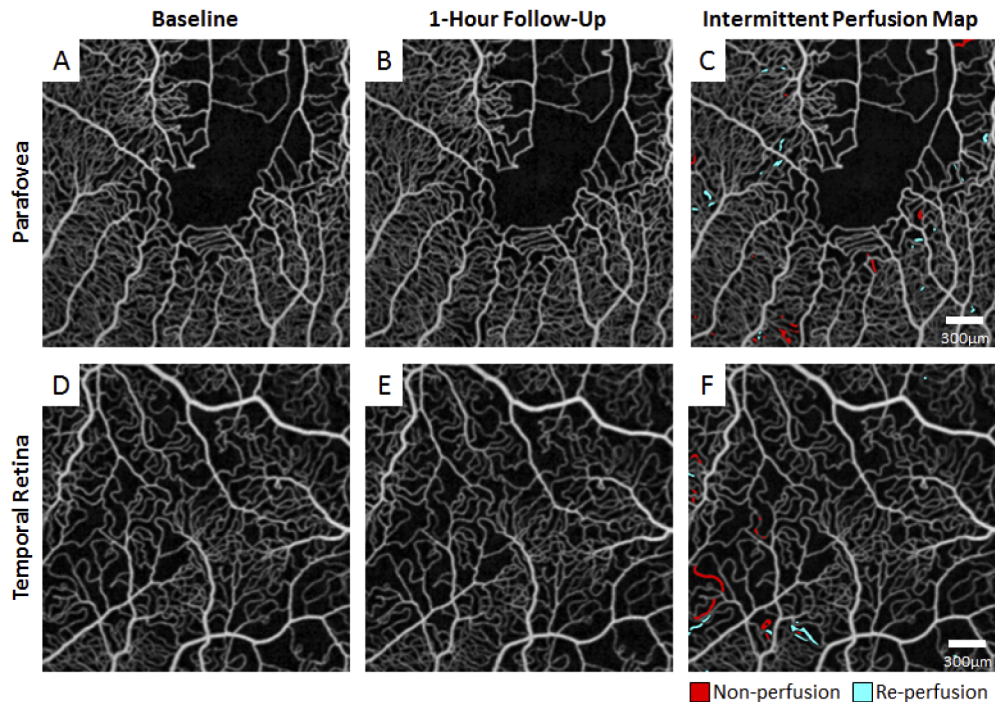 Baseline
1-Hour Follow-Up
Intermittent Perfusion Map
Parafovea
A
B
C
300µm
Temporal Retina
D
E
F
300µm
Non-perfusion
Re-perfusion